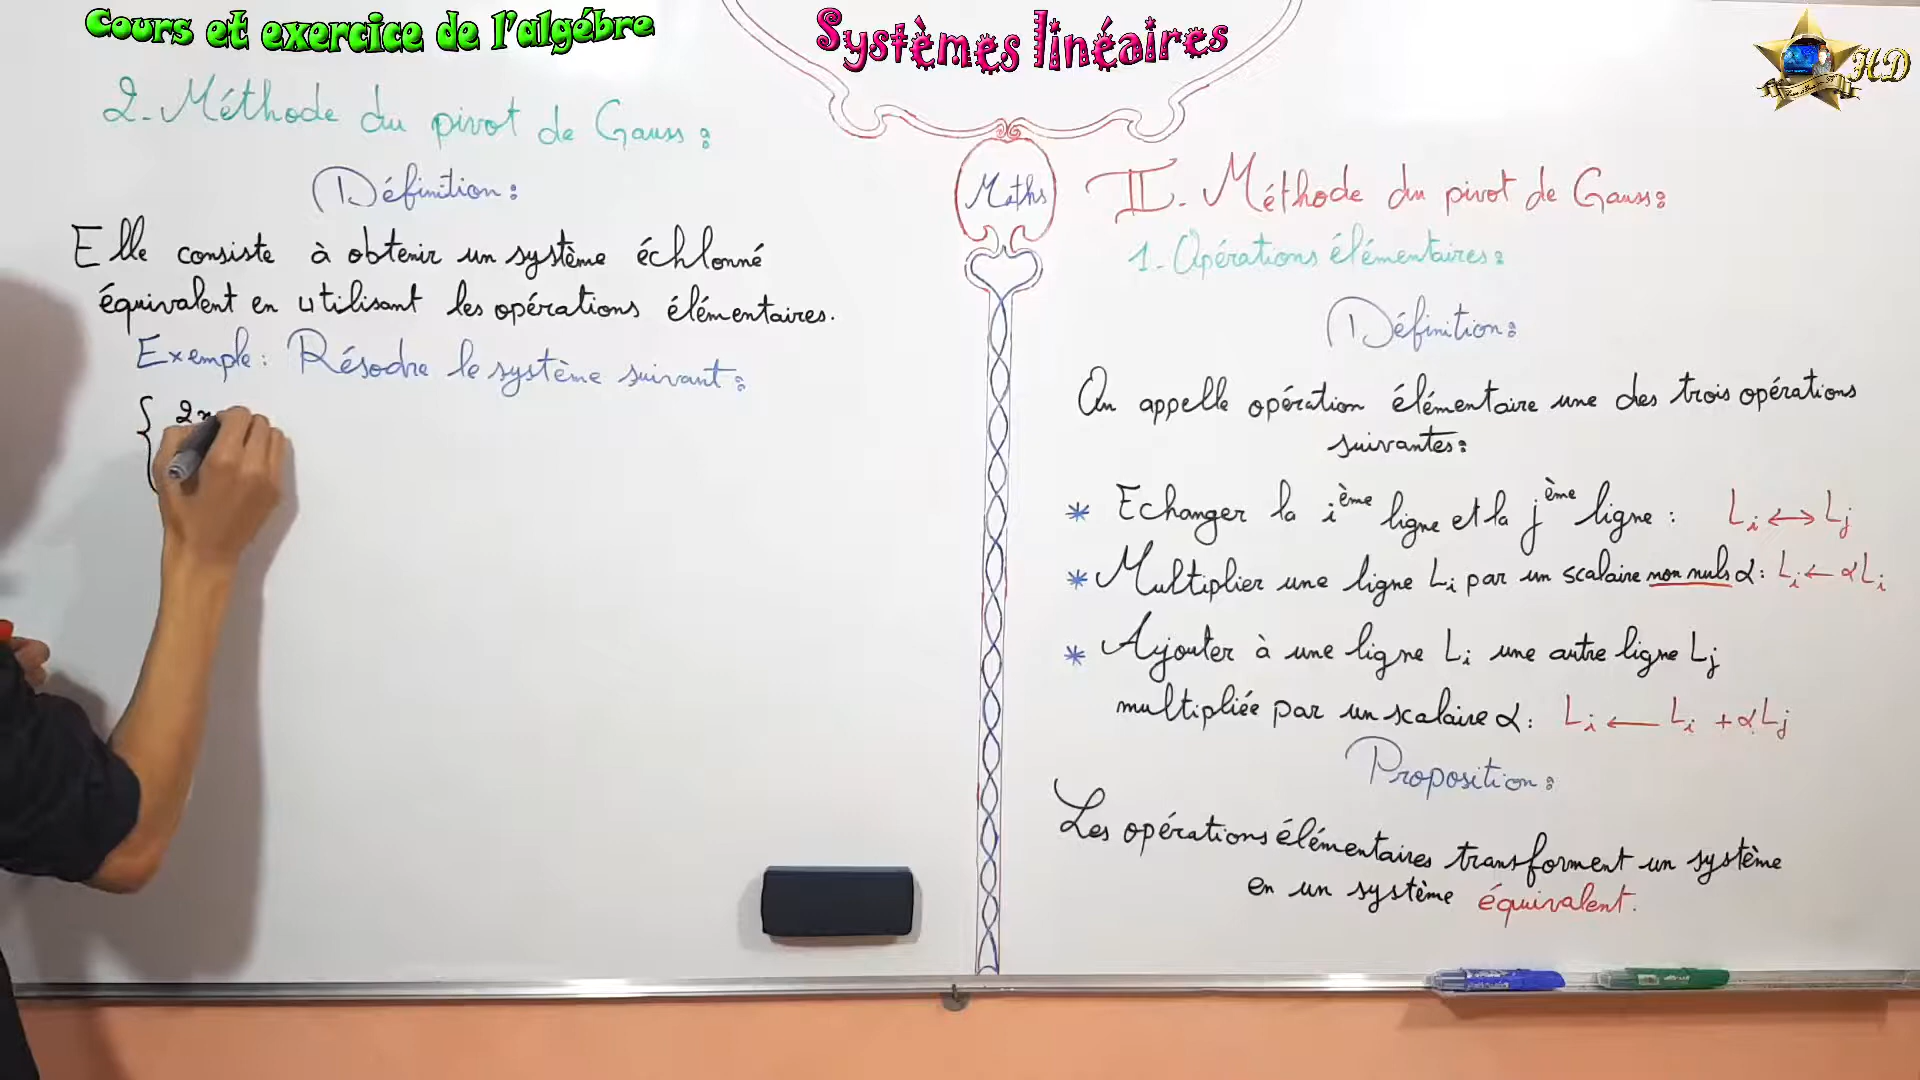 Cours et exercice de l'algébre
Systèmes linéaires
HD
2. Méthode du pivot de Gauss :
Définition :
Elle consiste à obtenir un système échlonné
équivalent en utilisant les opérations élémentaires.
Exemple : Résodre le système suivant :
{ 2x
Maths
II. Méthode du pivot de Gauss :
1. Opérations élémentaires :
Définition :
On appelle opération élémentaire une des trois opérations
suivantes :
* Echanger la i ème ligne et la j ème ligne : Li ↔ Lj
* Multiplier une ligne Li par un scalaire non nuls α : Li ← αLi
* Ajouter à une ligne Li une autre ligne Lj
multipliée par un scalaire α : Li ← Li + αLj
Proposition :
Les opérations élémentaires transforment un système
en un système équivalent.